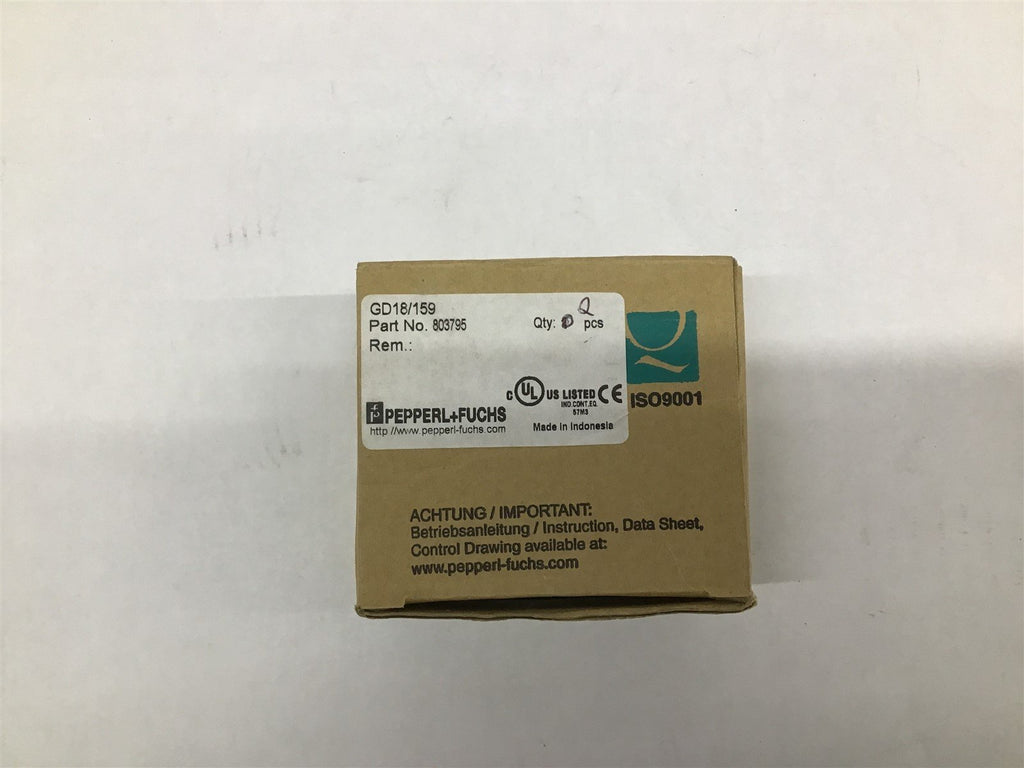 GD18/159
Part No. 803795
Qty: pcs
Rem.:
C UL US LISTED CE
IND.CONT.EQ.
57M3
PEPPERL+FUCHS
http://www.pepperl-fuchs.com
Made in Indonesia
Q
ISO9001
ACHTUNG / IMPORTANT:
Betriebsanleitung / Instruction, Data Sheet,
Control Drawing available at:
www.pepperl-fuchs.com